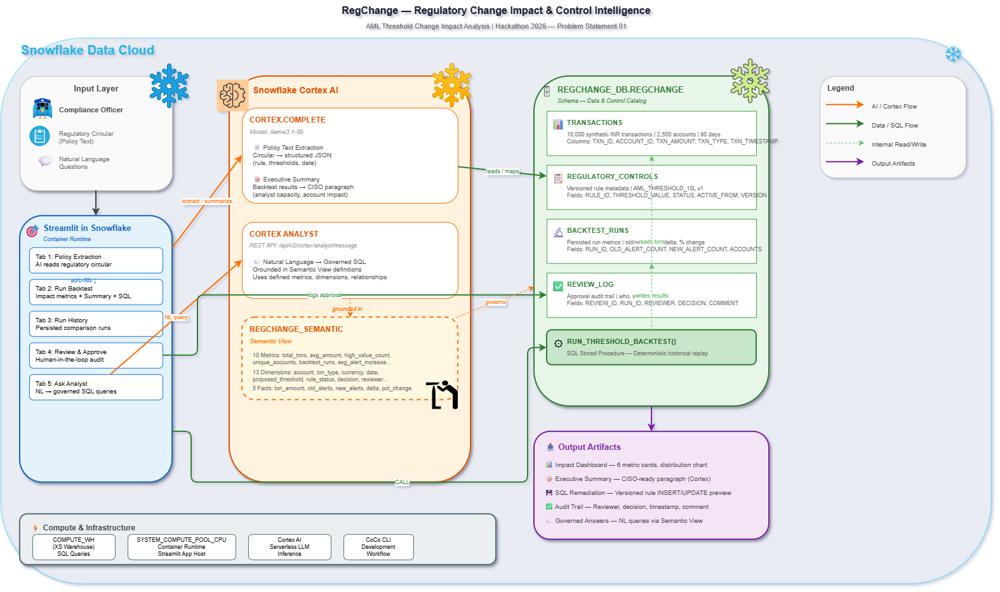 RegChange — Regulatory Change Impact & Control Intelligence
AML Threshold Change Impact Analysis | Hackathon 2026 — Problem Statement 01
Snowflake Data Cloud
Input Layer
Compliance Officer
Regulatory Circular
(Policy Text)
Natural Language
Questions
Streamlit in Snowflake
Container Runtime
Tab 1: Policy Extraction
AI reads regulatory circular
auto-fills ↓
Tab 2: Run Backtest
Impact metrics + Summary + SQL
Tab 3: Run History
Persisted comparison runs
Tab 4: Review & Approve
Human-in-the-loop audit
Tab 5: Ask Analyst
NL → governed SQL queries
extract / summarize
NL query
Snowflake Cortex AI
CORTEX.COMPLETE
Model: llama3.1-8b
Policy Text Extraction
Circular → structured JSON
(rule, thresholds, date)
Executive Summary
Backtest results → CISO paragraph
(analyst capacity, account impact)
CORTEX ANALYST
REST API: /api/v2/cortex/analyst/message
Natural Language → Governed SQL
Grounded in Semantic View definitions
Uses defined metrics, dimensions, relationships
logs approval
grounded in
REGCHANGE_SEMANTIC
Semantic View
10 Metrics: total_txns, avg_amount, high_value_count,
unique_accounts, backtest_runs, avg_alert_increase...
13 Dimensions: account, txn_type, currency, date,
proposed_threshold, rule_status, decision, reviewer...
5 Facts: txn_amount, old_alerts, new_alerts, delta, pct_change
reads / maps
governs
CALL
REGCHANGE_DB.REGCHANGE
Schema — Data & Control Catalog
TRANSACTIONS
10,000 synthetic INR transactions | 2,500 accounts | 90 days
Columns: TXN_ID, ACCOUNT_ID, TXN_AMOUNT, TXN_TYPE, TXN_TIMESTAMP
REGULATORY_CONTROLS
Versioned rule metadata | AML_THRESHOLD_10L v1
Fields: RULE_ID, THRESHOLD_VALUE, STATUS, ACTIVE_FROM, VERSION
BACKTEST_RUNS
Persisted run metrics | old/n
reads txns
delta, % change
Fields: RUN_ID, OLD_ALERT_COUNT, NEW_ALERT_COUNT, ACCOUNTS
REVIEW_LOG
Approval audit trail | who,
writes results
Fields: REVIEW_ID, RUN_ID, REVIEWER, DECISION, COMMENT
RUN_THRESHOLD_BACKTEST()
SQL Stored Procedure — Deterministic historical replay
Output Artifacts
Impact Dashboard — 6 metric cards, distribution chart
Executive Summary — CISO-ready paragraph (Cortex)
SQL Remediation — Versioned rule INSERT/UPDATE preview
Audit Trail — Reviewer, decision, timestamp, comment
Governed Answers — NL queries via Semantic View
Legend
AI / Cortex Flow
Data / SQL Flow
Internal Read/Write
Output Artifacts
Compute & Infrastructure
COMPUTE_WH
(XS Warehouse)
SQL Queries
SYSTEM_COMPUTE_POOL_CPU
Container Runtime
Streamlit App Host
Cortex AI
Serverless LLM
Inference
CoCo CLI
Development
Workflow